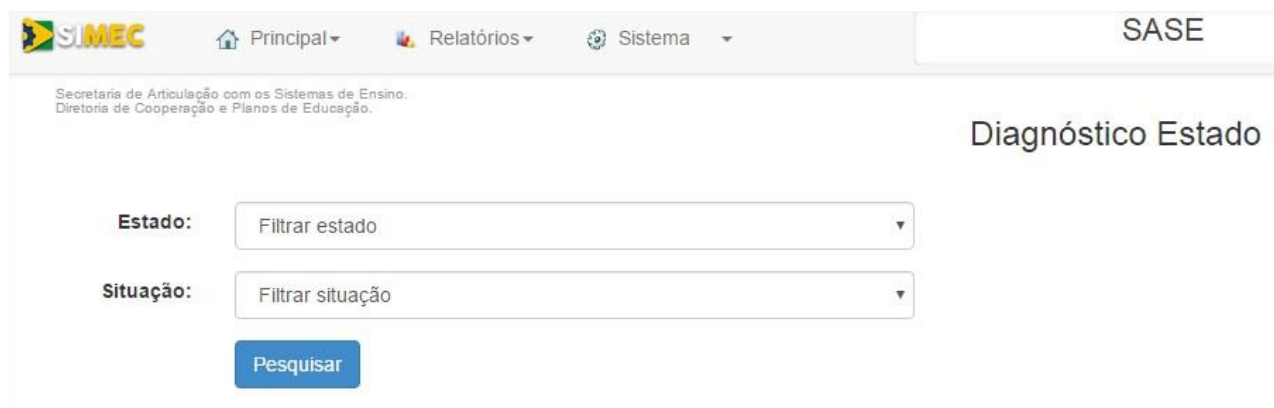 SIMEC Principal Relatórios Sistema SASE
Secretaria de Articulação com os Sistemas de Ensino.
Diretoria de Cooperação e Planos de Educação.
Diagnóstico Estado
Estado: Filtrar estado
Situação: Filtrar situação
Pesquisar